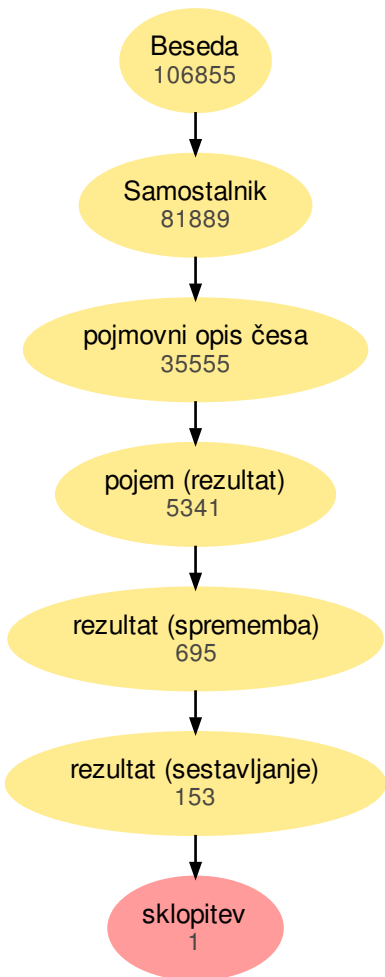 Beseda
106855
Samostalnik
81889
pojmovni opis česa
35555
pojem (rezultat)
5341
rezultat (sprememba)
695
rezultat (sestavljanje)
153
sklopitev
1